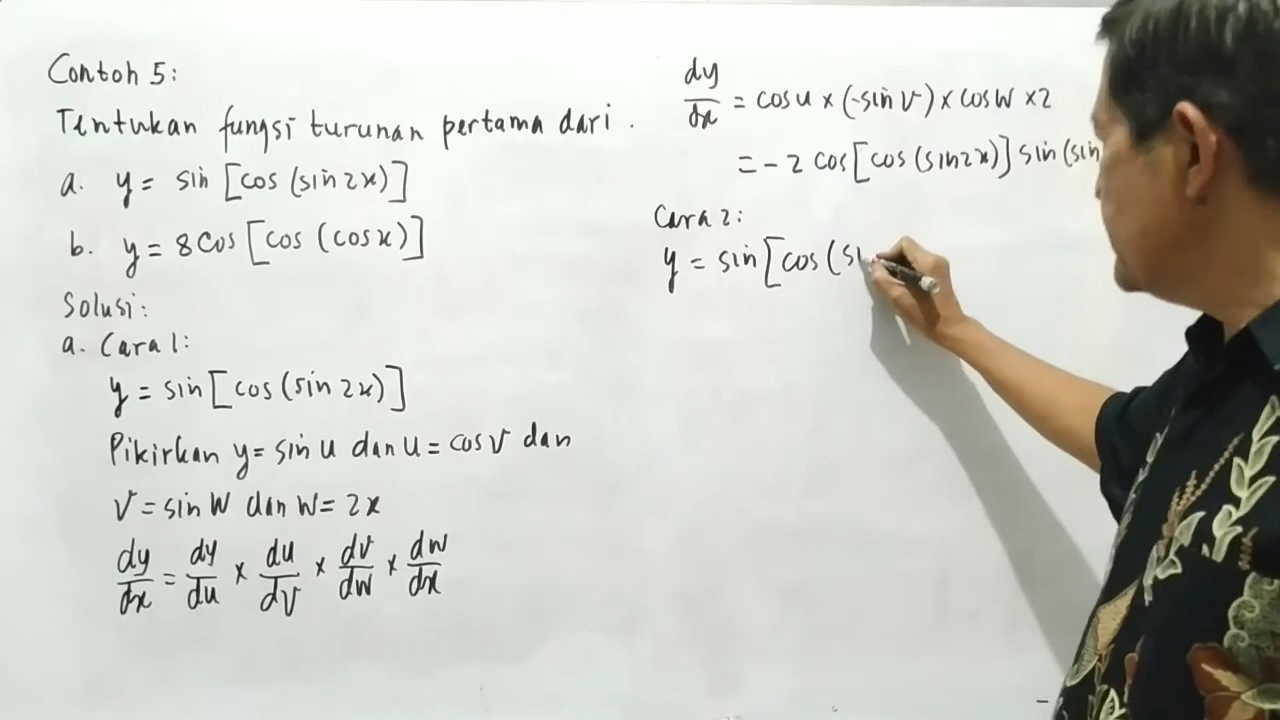 Contoh 5:
Tentukan fungsi turunan pertama dari .
a. y = sin [cos (sin 2x)]
b. y = 8 cos [cos (cos x)]
Solusi:
a. Cara 1:
y = sin [cos (sin 2x)]
Pikirkan y = sin u dan u = cos v dan
v = sin w dan w = 2x
dy/dx = dy/du × du/dv × dv/dw × dw/dx
dy/dx = cos u × (-sin v) × cos w × 2
= -2 cos [cos (sin 2x)] sin (sin
Cara 2:
y = sin [cos (si